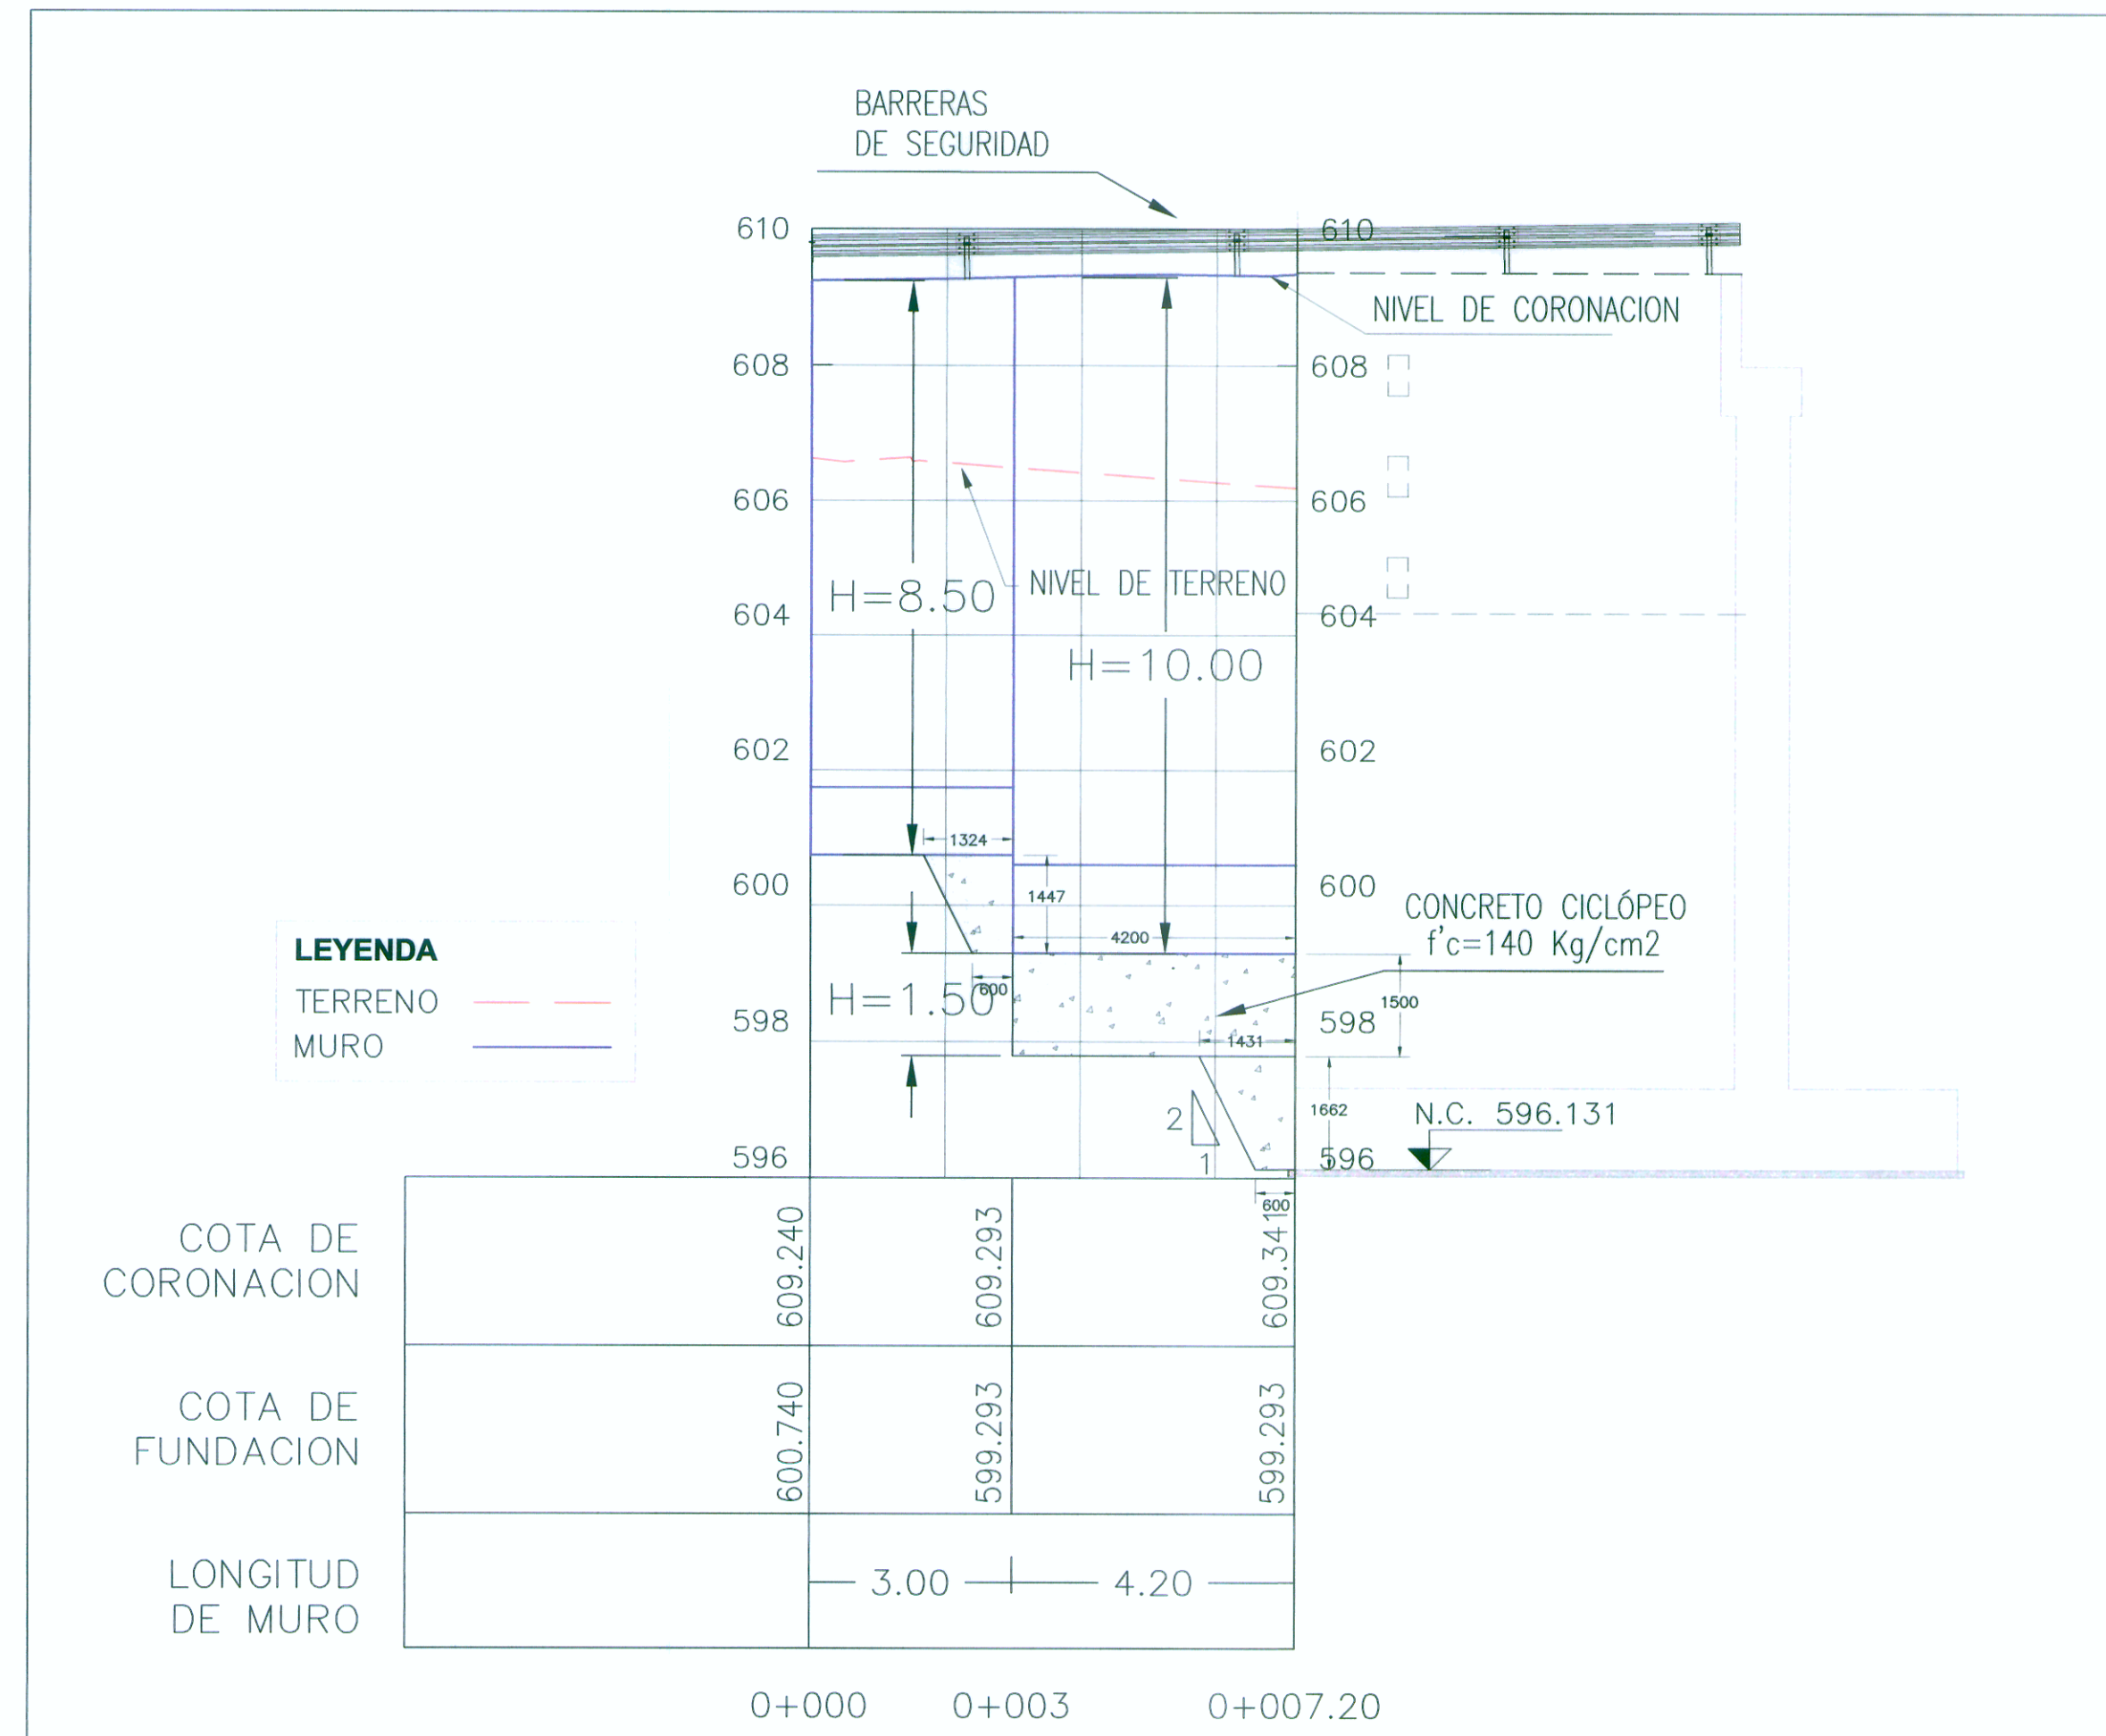 BARRERAS
DE SEGURIDAD
610
610
NIVEL DE CORONACION
608
608
606
606
NIVEL DE TERRENO
H=8.50
604
604
H=10.00
602
602
1324
600
600
1447
CONCRETO CICLÓPEO
f'c=140 Kg/cm2
4200
LEYENDA
TERRENO
MURO
600
H=1.50
1500
598
598
1431
1662
2
1
N.C. 596.131
596
596
600
COTA DE
CORONACION
609.240
609.293
609.341
COTA DE
FUNDACION
600.740
599.293
599.293
LONGITUD
DE MURO
3.00
4.20
0+000
0+003
0+007.20